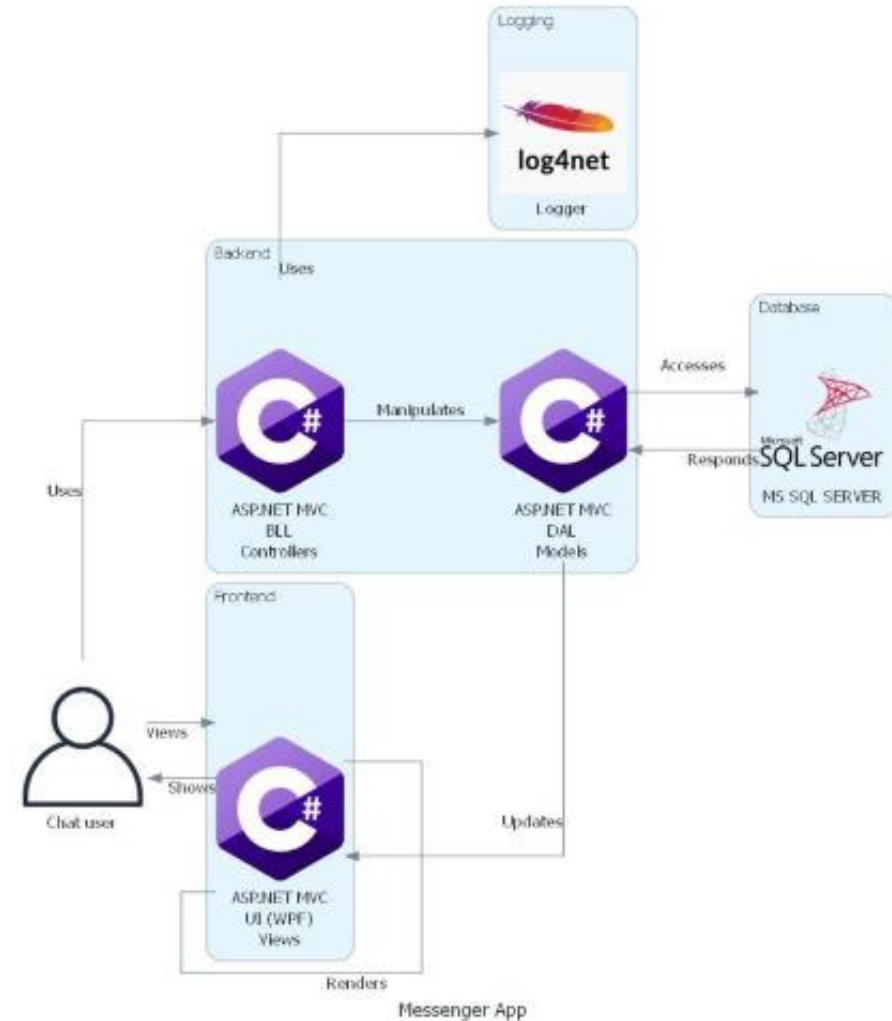 Logging
log4net
Logger
Backend
Uses
Database
Accesses
Manipulates
Responds
Microsoft
SQL Server
MS SQL SERVER
Uses
ASP.NET MVC
BLL
Controllers
ASP.NET MVC
DAL
Models
Frontend
Views
Shows
Chat user
Updates
ASP.NET MVC
UI (WPF)
Views
Renders
Messenger App
C#
C#
C#